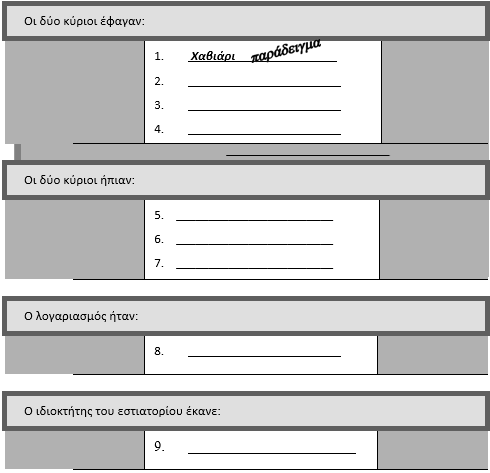 Οι δύο κύριοι έφαγαν:
1. Χαβιάρι παράδειγμα
2.
3.
4.
Οι δύο κύριοι ήπιαν:
5.
6.
7.
Ο λογαριασμός ήταν:
8.
Ο ιδιοκτήτης του εστιατορίου έκανε:
9.